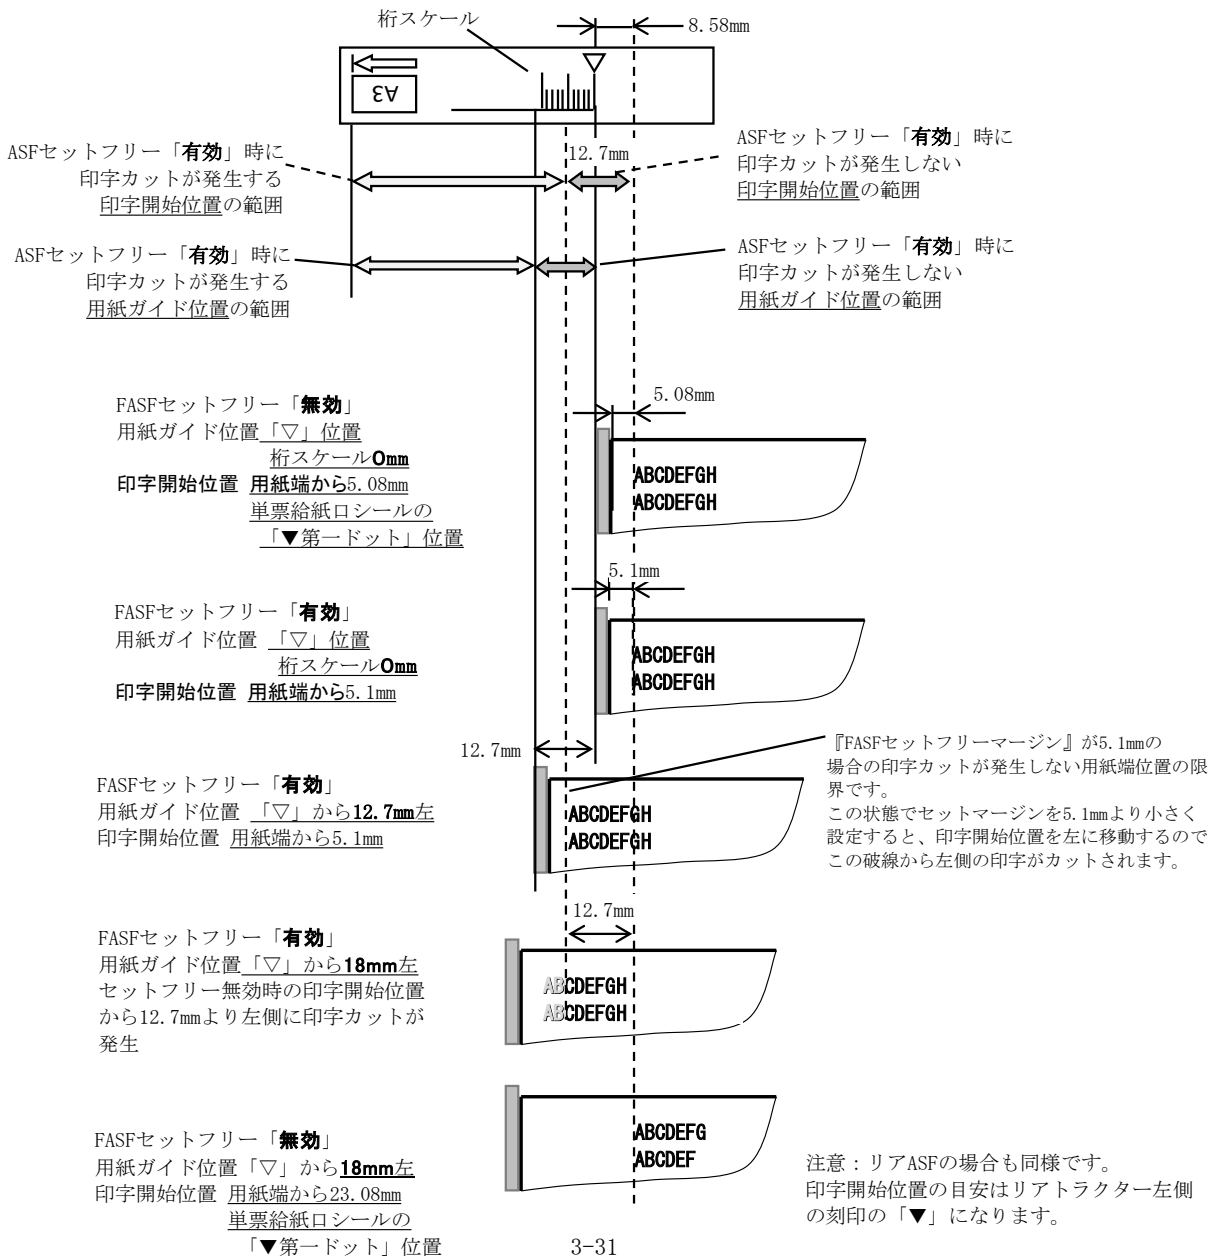 桁スケール
8.58mm
A3
ASFセットフリー「有効」時に
印字カットが発生する
印字開始位置の範囲
12.7mm
ASFセットフリー「有効」時に
印字カットが発生しない
印字開始位置の範囲
ASFセットフリー「有効」時に
印字カットが発生する
用紙ガイド位置の範囲
ASFセットフリー「有効」時に
印字カットが発生しない
用紙ガイド位置の範囲
FASFセットフリー「無効」
用紙ガイド位置「▽」位置
桁スケール0mm
印字開始位置 用紙端から5.08mm
単票給紙口シールの
「▼第一ドット」位置
5.08mm
ABCDEFGH
ABCDEFGH
FASFセットフリー「有効」
用紙ガイド位置 「▽」位置
桁スケール0mm
印字開始位置 用紙端から5.1mm
5.1mm
ABCDEFGH
ABCDEFGH
12.7mm
FASFセットフリー「有効」
用紙ガイド位置 「▽」から12.7mm左
印字開始位置 用紙端から5.1mm
ABCDEFGH
ABCDEFGH
『FASFセットフリーマージン』が5.1mmの
場合の印字カットが発生しない用紙端位置の限
界です。
この状態でセットマージンを5.1mmより小さく
設定すると、印字開始位置を左に移動するので
この破線から左側の印字がカットされます。
FASFセットフリー「有効」
用紙ガイド位置「▽」から18mm左
セットフリー無効時の印字開始位置
から12.7mmより左側に印字カットが
発生
12.7mm
ABCDEFGH
ABCDEFGH
FASFセットフリー「無効」
用紙ガイド位置「▽」から18mm左
印字開始位置 用紙端から23.08mm
単票給紙口シールの
「▼第一ドット」位置
ABCDEFG
ABCDEF
注意：リアASFの場合も同様です。
印字開始位置の目安はリアトラクター左側
の刻印の「▼」になります。
3-31